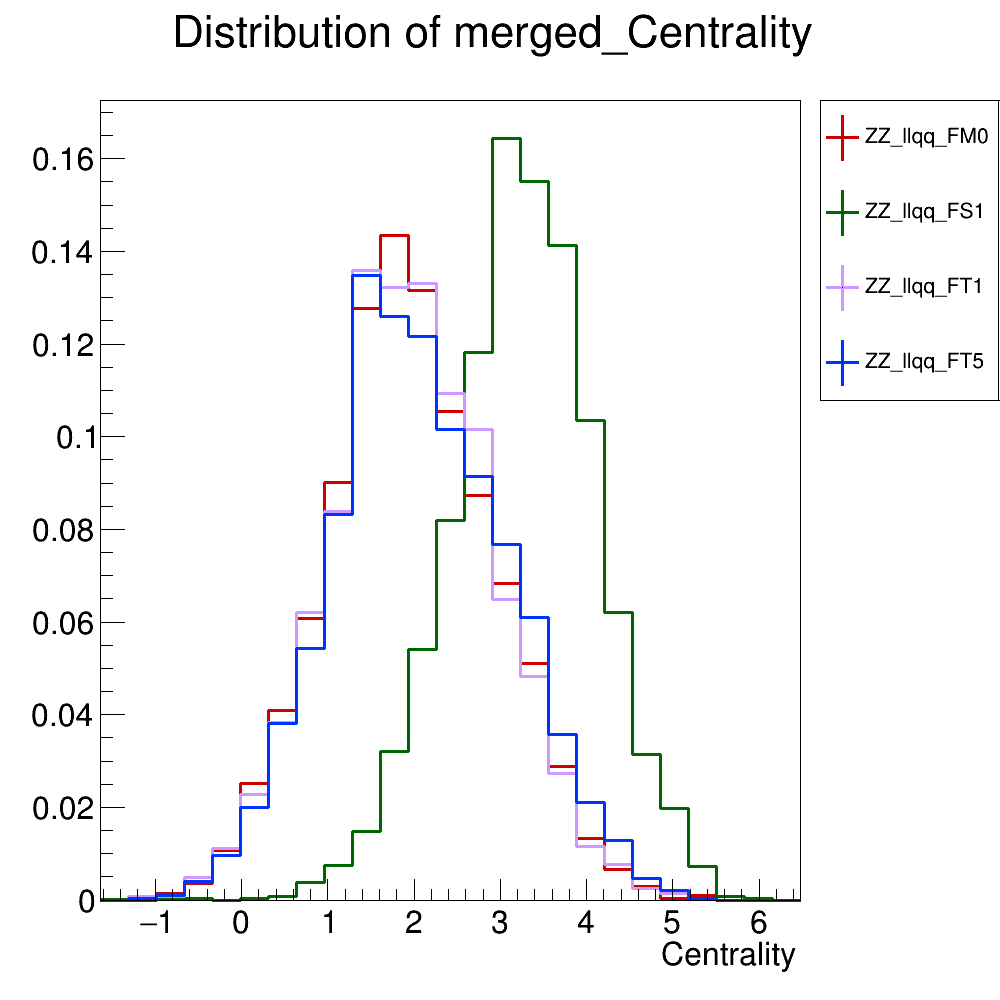 Distribution of merged_Centrality
ZZ_llqq_FM0
ZZ_llqq_FS1
ZZ_llqq_FT1
ZZ_llqq_FT5
0.16
0.14
0.12
0.1
0.08
0.06
0.04
0.02
0
−1 0 1 2 3 4 5 6
Centrality